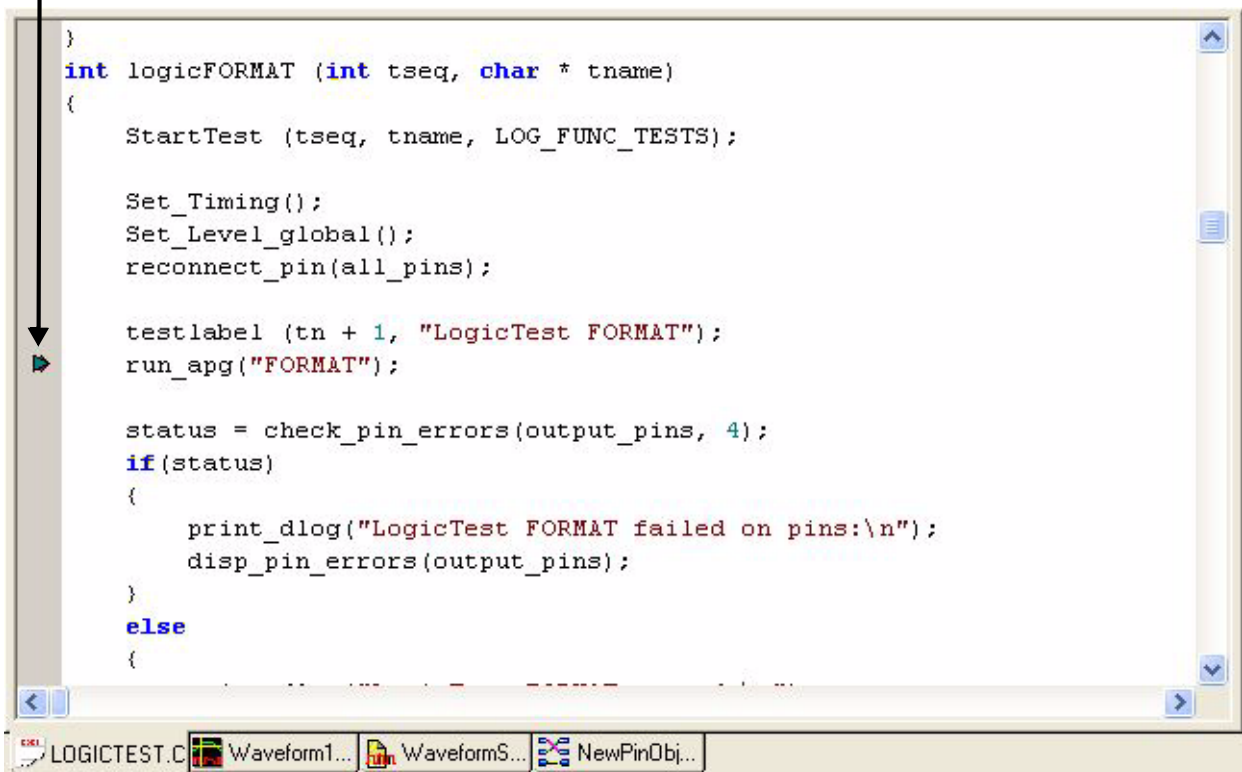 }
int logicFORMAT (int tseq, char * tname)
{
StartTest (tseq, tname, LOG_FUNC_TESTS);
Set_Timing();
Set_Level_global();
reconnect_pin(all_pins);
testlabel (tn + 1, "LogicTest FORMAT");
run_apg("FORMAT");
status = check_pin_errors(output_pins, 4);
if(status)
{
print_dlog("LogicTest FORMAT failed on pins:\n");
disp_pin_errors(output_pins);
}
else
{
LOGICTEST.C Waveform1... WaveformS... NewPinObj...